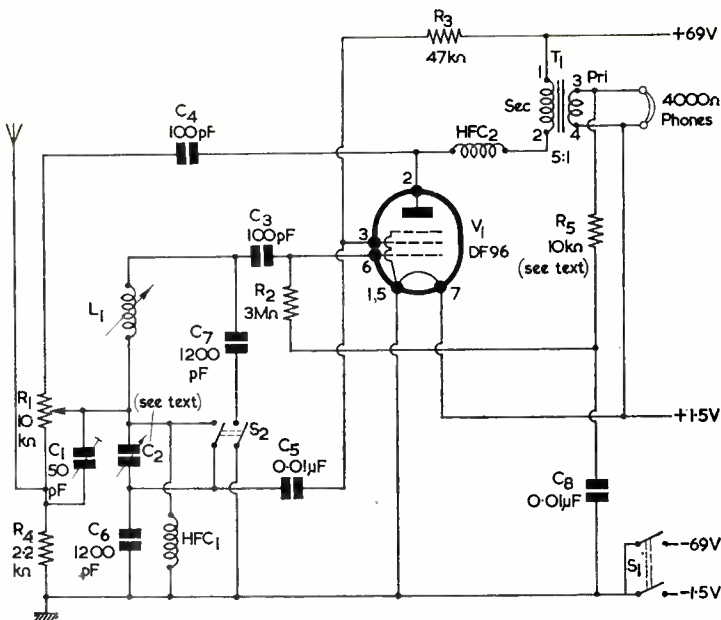 R3
47kΩ
+69V
T1
1
3
Pri
Sec
2
4
5:1
4000Ω
Phones
C4
100pF
HFC2
2
C3
100pF
3
6
V1
DF96
1,5
7
R5
10kΩ
(see text)
R2
3MΩ
L1
C7
1200
pF
R1
10
kΩ
(see text)
C1
50
pF
C2
S2
C5
0·01µF
+1.5V
C8
0·01µF
R4
2·2
kΩ
C6
1200
pF
HFC1
S1
-69V
-1·5V